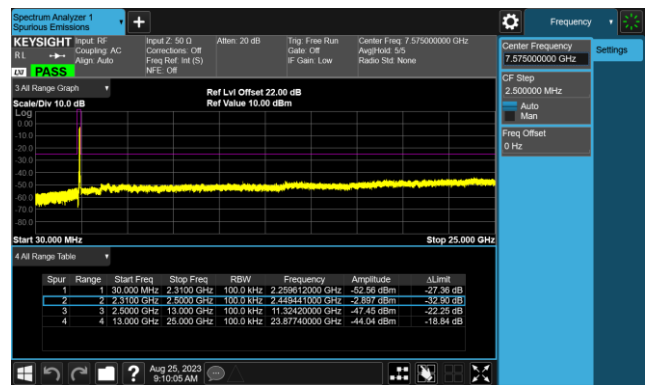 Spectrum Analyzer 1
Spurious Emissions
Frequency
KEYSIGHT Input: RF Input Z: 50 Ω Atten: 20 dB Trig: Free Run Center Freq: 7.575000000 GHz
RL Coupling: AC Corrections: Off Gate: Off Avg|Hold: 5/5
Align: Auto Freq Ref: Int (S) IF Gain: Low Radio Std: None
LXI PASS NFE: Off
Center Frequency
7.575000000 GHz
Settings
CF Step
2.500000 MHz
Auto
Man
Freq Offset
0 Hz
3 All Range Graph
Ref Lvl Offset 22.00 dB
Scale/Div 10.0 dB Ref Value 10.00 dBm
Log
0.00
-10.0
-20.0
-30.0
-40.0
-50.0
-60.0
-70.0
-80.0
Start 30.000 MHz Stop 25.000 GHz
4 All Range Table
Spur Range Start Freq Stop Freq RBW Frequency Amplitude ΔLimit
1 1 30.000 MHz 2.3100 GHz 100.0 kHz 2.259612000 GHz -52.56 dBm -27.36 dB
2 2 2.3100 GHz 2.5000 GHz 100.0 kHz 2.449441000 GHz -2.897 dBm -32.90 dB
3 3 2.5000 GHz 13.000 GHz 100.0 kHz 11.32420000 GHz -47.45 dBm -22.25 dB
4 4 13.000 GHz 25.000 GHz 100.0 kHz 23.87740000 GHz -44.04 dBm -18.84 dB
? Aug 25, 2023
9:10:05 AM